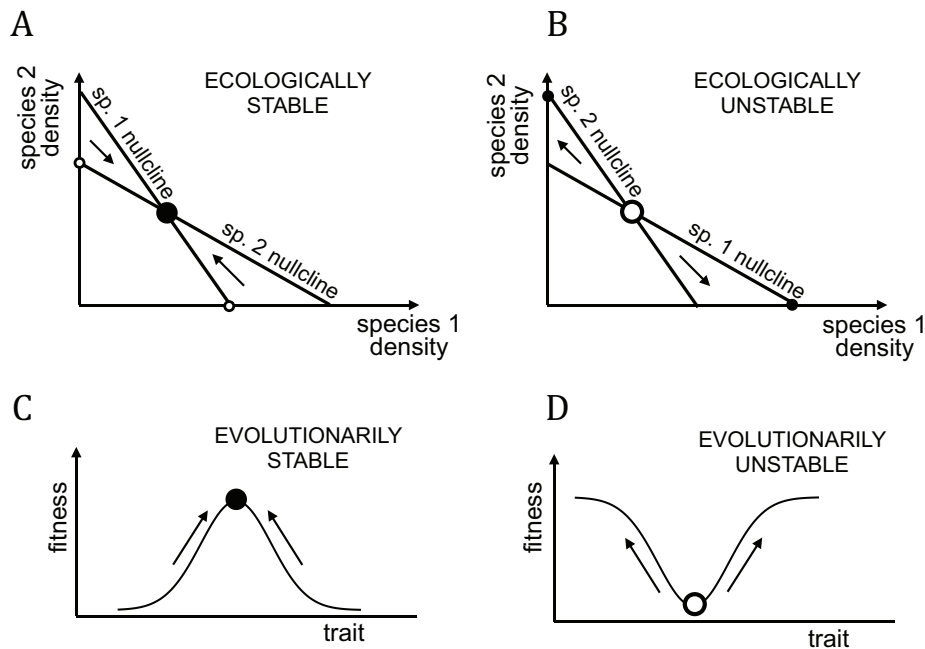 A
ECOLOGICALLY
STABLE
species 2
density
sp. 1 nullcline
sp. 2 nullcline
species 1
density
B
ECOLOGICALLY
UNSTABLE
species 2
density
sp. 2 nullcline
sp. 1 nullcline
species 1
density
C
EVOLUTIONARILY
STABLE
fitness
trait
D
EVOLUTIONARILY
UNSTABLE
fitness
trait